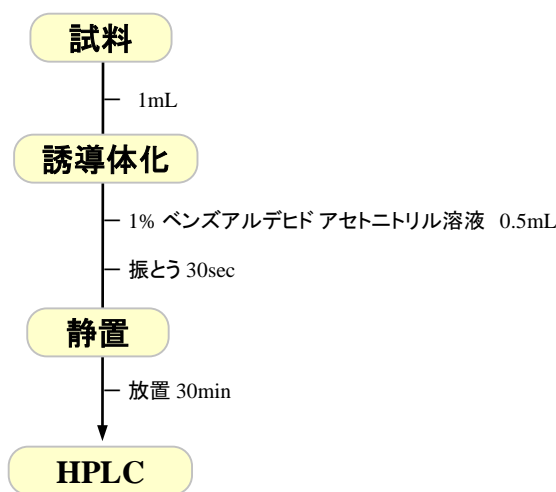 試料
1mL
誘導体化
1% ベンズアルデヒド アセトニトリル溶液 0.5mL
振とう 30sec
静置
放置 30min
HPLC